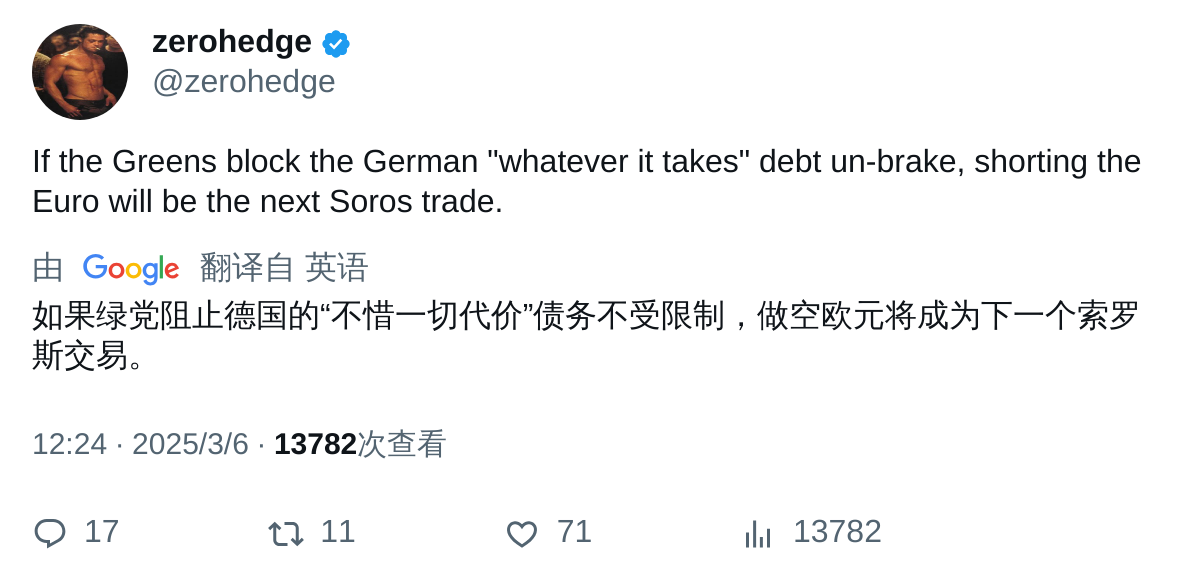 zerohedge
@zerohedge
If the Greens block the German "whatever it takes" debt un-brake, shorting the
Euro will be the next Soros trade.
由 Google 翻译自 英语
如果绿党阻止德国的“不惜一切代价”债务不受限制，做空欧元将成为下一个索罗
斯交易。
12:24 · 2025/3/6 · 13782次查看
17 11 71 13782